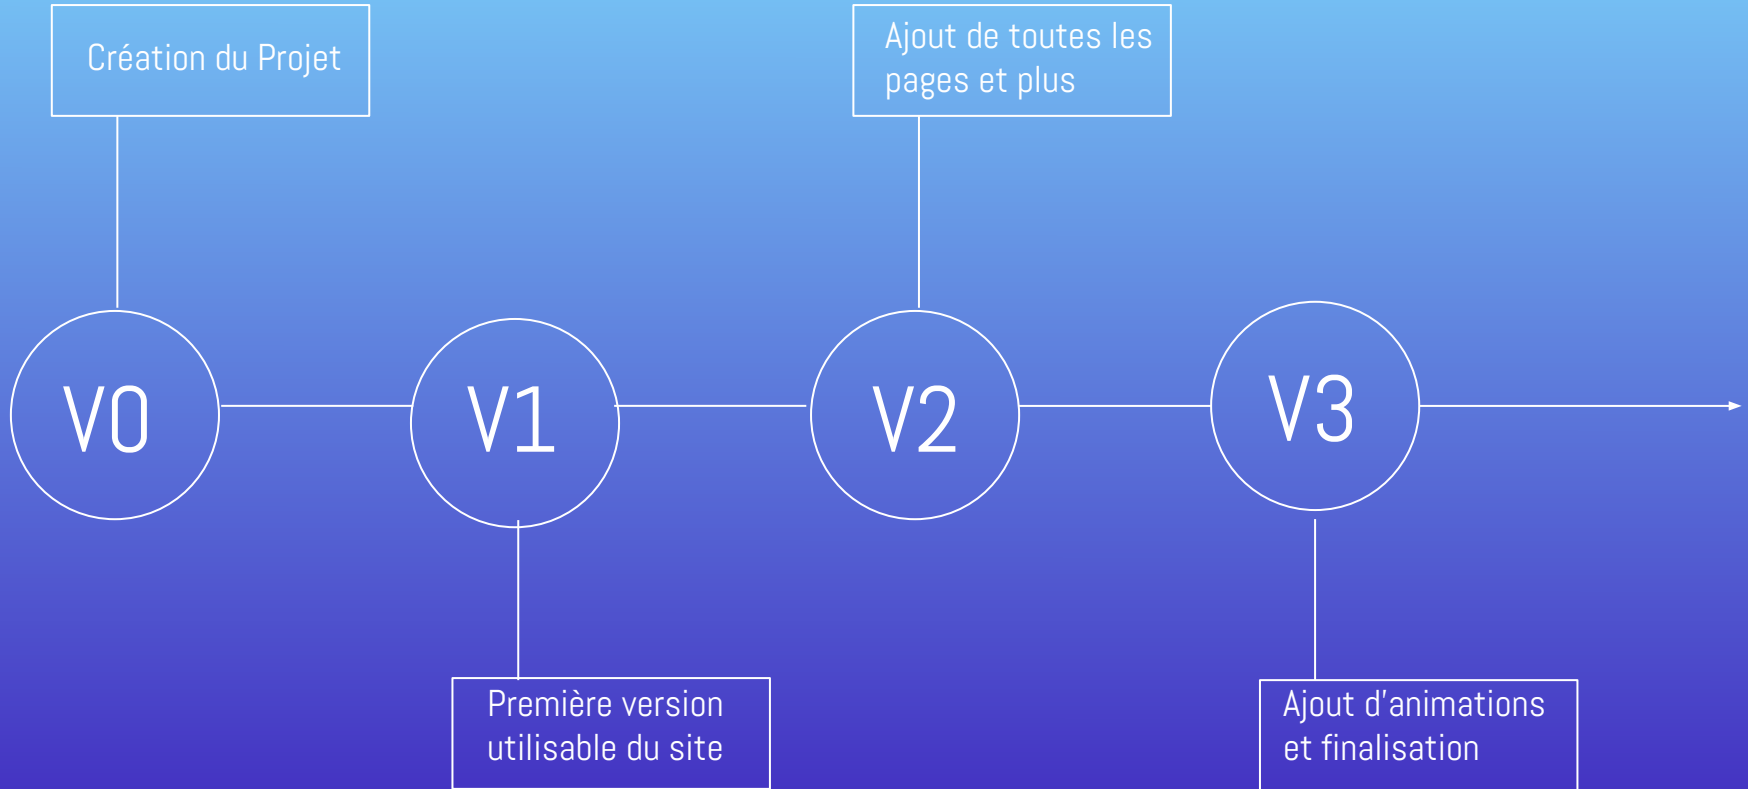 Création du Projet
Ajout de toutes les
pages et plus
V0
V1
V2
V3
Première version
utilisable du site
Ajout d'animations
et finalisation